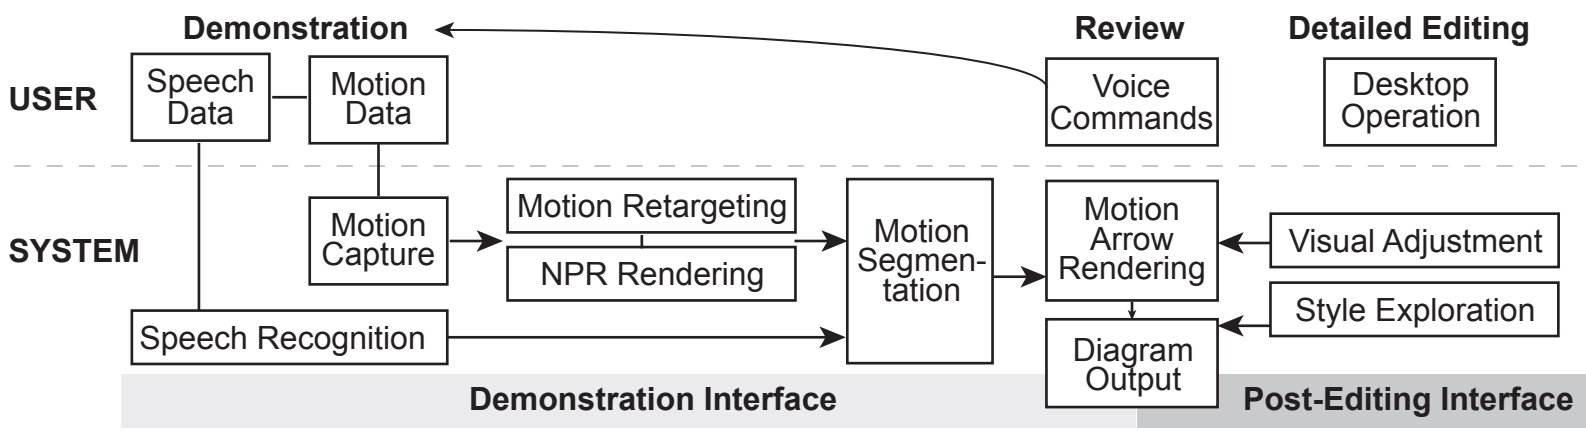 Demonstration
Review
Detailed Editing
USER
Speech
Data
Motion
Data
Voice
Commands
Desktop
Operation
SYSTEM
Motion
Capture
Motion Retargeting
NPR Rendering
Speech Recognition
Motion
Segmen-
tation
Motion
Arrow
Rendering
Diagram
Output
Visual Adjustment
Style Exploration
Demonstration Interface
Post-Editing Interface